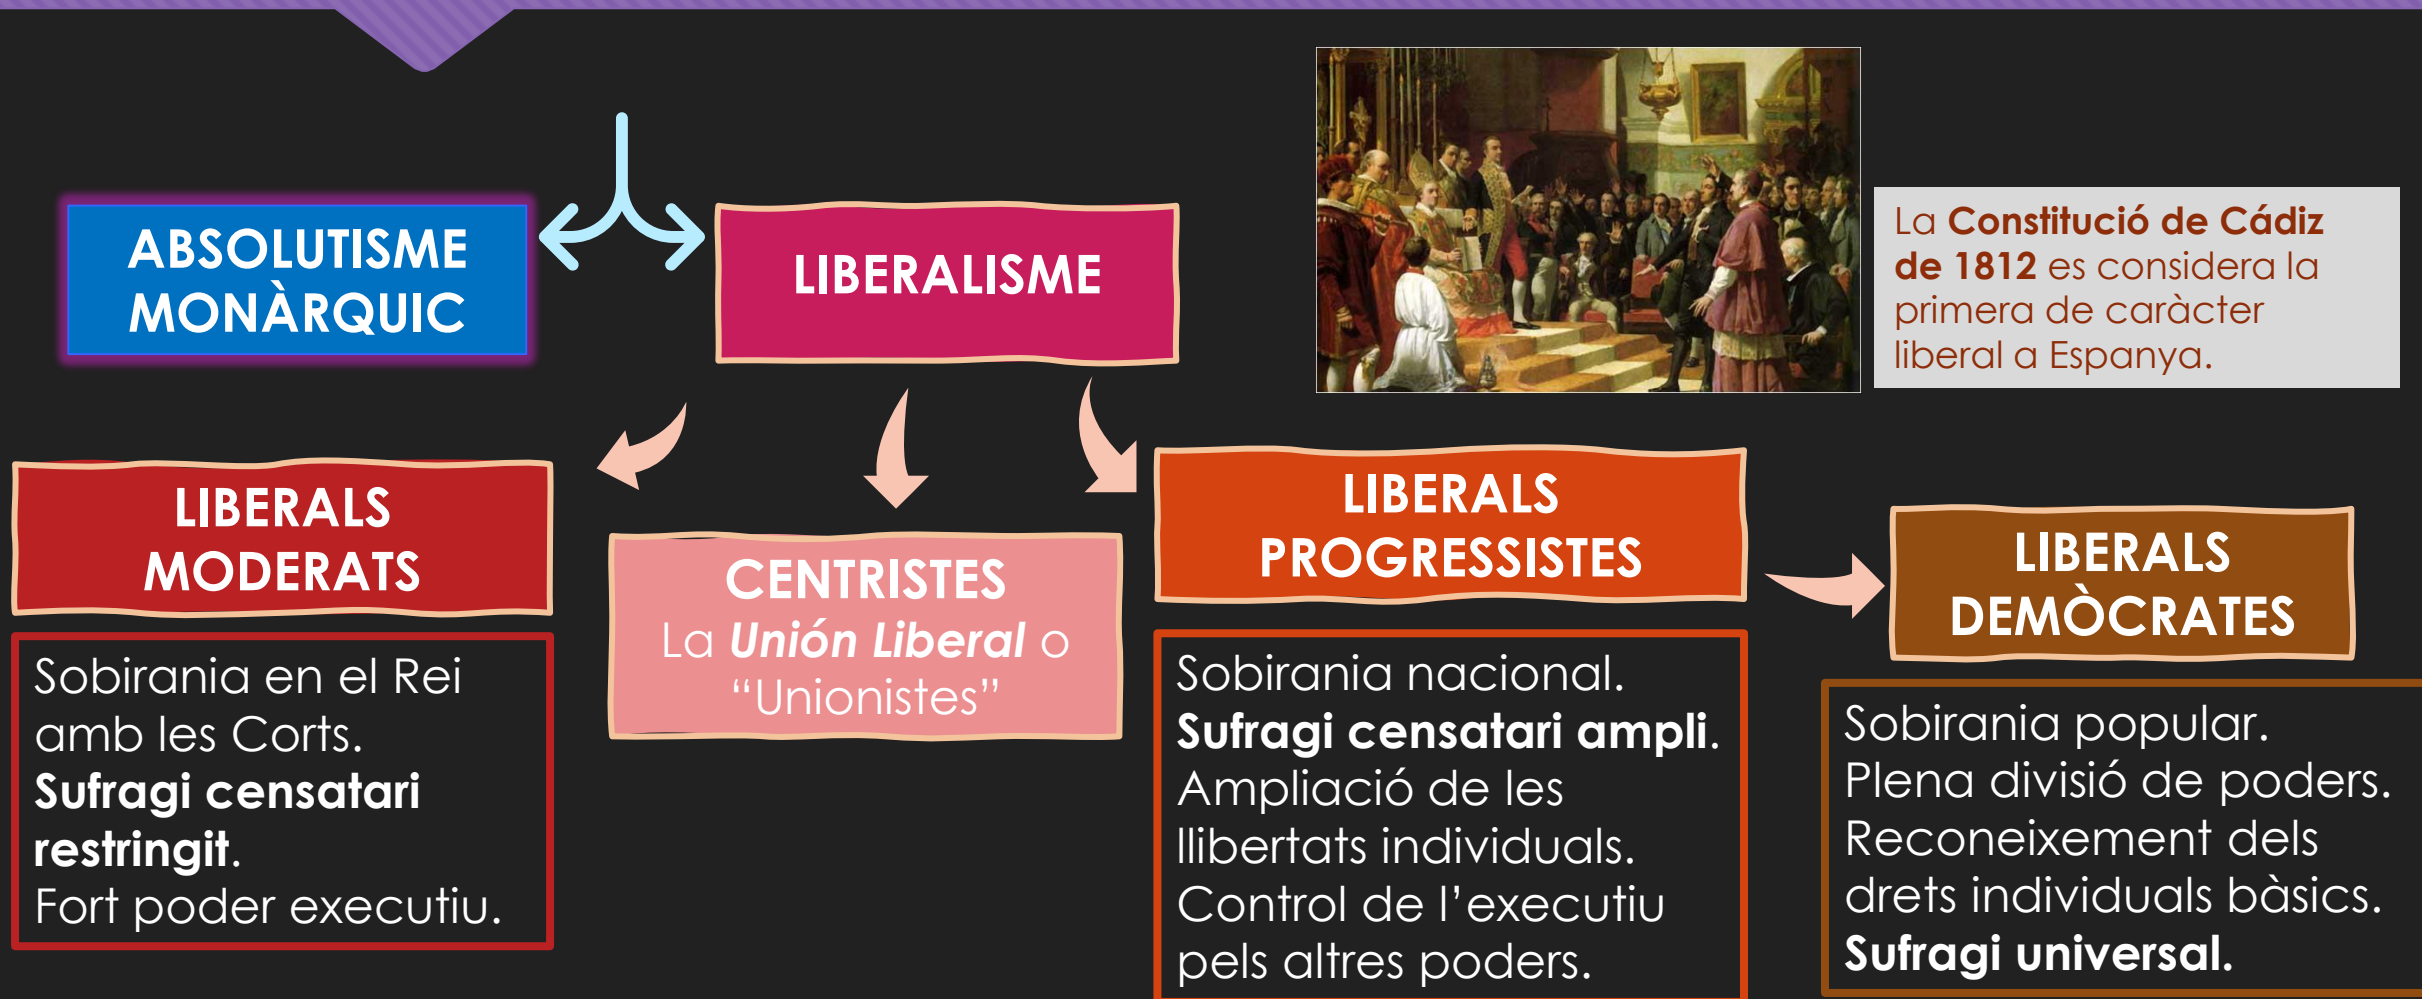 ABSOLUTISME
MONÀRQUIC
LIBERALISME
La Constitució de Cádiz
de 1812 es considera la
primera de caràcter
liberal a Espanya.
LIBERALS
MODERATS
Sobirania en el Rei
amb les Corts.
Sufragi censatari
restringit.
Fort poder executiu.
CENTRISTES
La Unión Liberal o
“Unionistes”
LIBERALS
PROGRESSISTES
Sobirania nacional.
Sufragi censatari ampli.
Ampliació de les
llibertats individuals.
Control de l’executiu
pels altres poders.
LIBERALS
DEMÒCRATES
Sobirania popular.
Plena divisió de poders.
Reconeixement dels
drets individuals bàsics.
Sufragi universal.